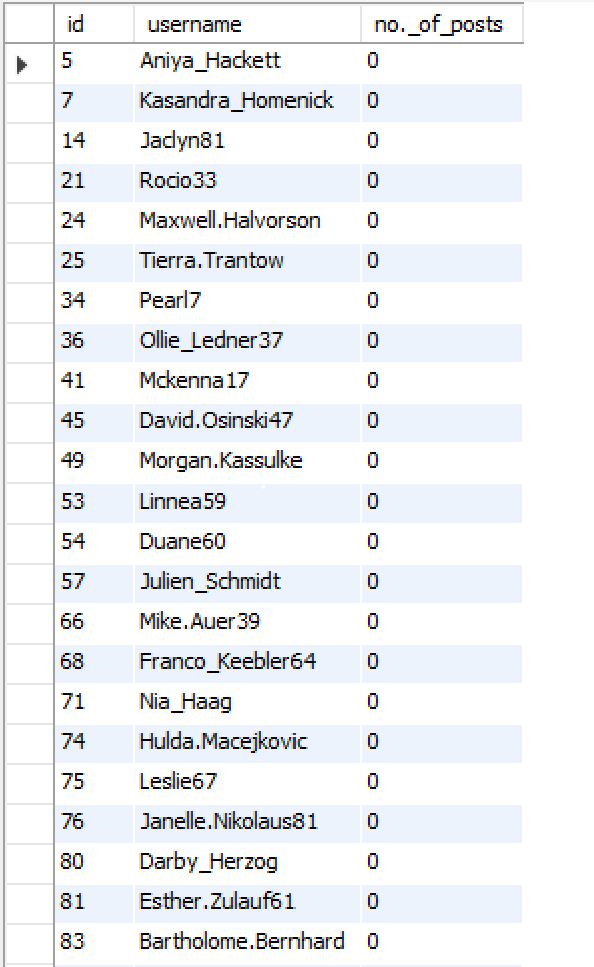 id username no._of_posts
5 Aniya_Hackett 0
7 Kasandra_Homenick 0
14 Jaclyn81 0
21 Rocio33 0
24 Maxwell.Halvorson 0
25 Tierra.Trantow 0
34 Pearl7 0
36 Ollie_Ledner37 0
41 Mckenna17 0
45 David.Osinski47 0
49 Morgan.Kassulke 0
53 Linnea59 0
54 Duane60 0
57 Julien_Schmidt 0
66 Mike.Auer39 0
68 Franco_Keebler64 0
71 Nia_Haag 0
74 Hulda.Macejkovic 0
75 Leslie67 0
76 Janelle.Nikolaus81 0
80 Darby_Herzog 0
81 Esther.Zulauf61 0
83 Bartholome.Bernhard 0